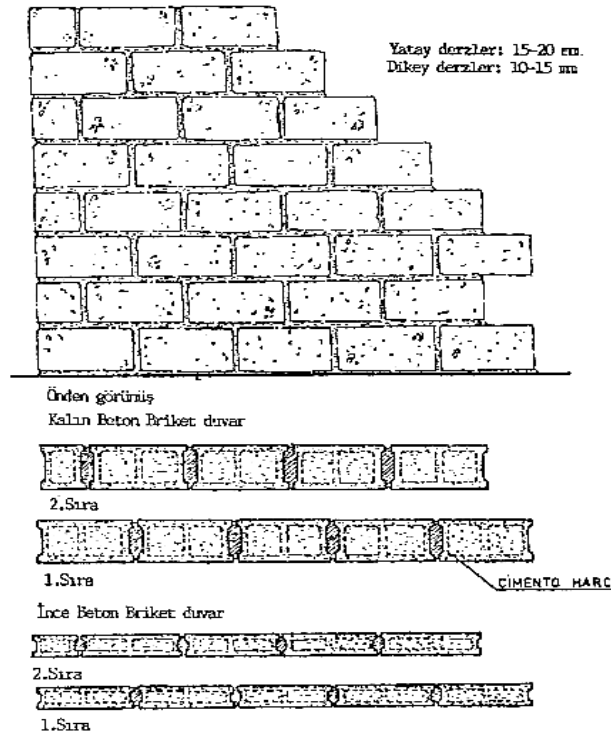 Yatay derzler: 15-20 mm.
Dikey derzler: 10-15 mm
Önden görünüş
Kalın Beton Briket duvar
2.Sıra
1.Sıra
ÇİMENTO HARC
İnce Beton Briket duvar
2.Sıra
1.Sıra